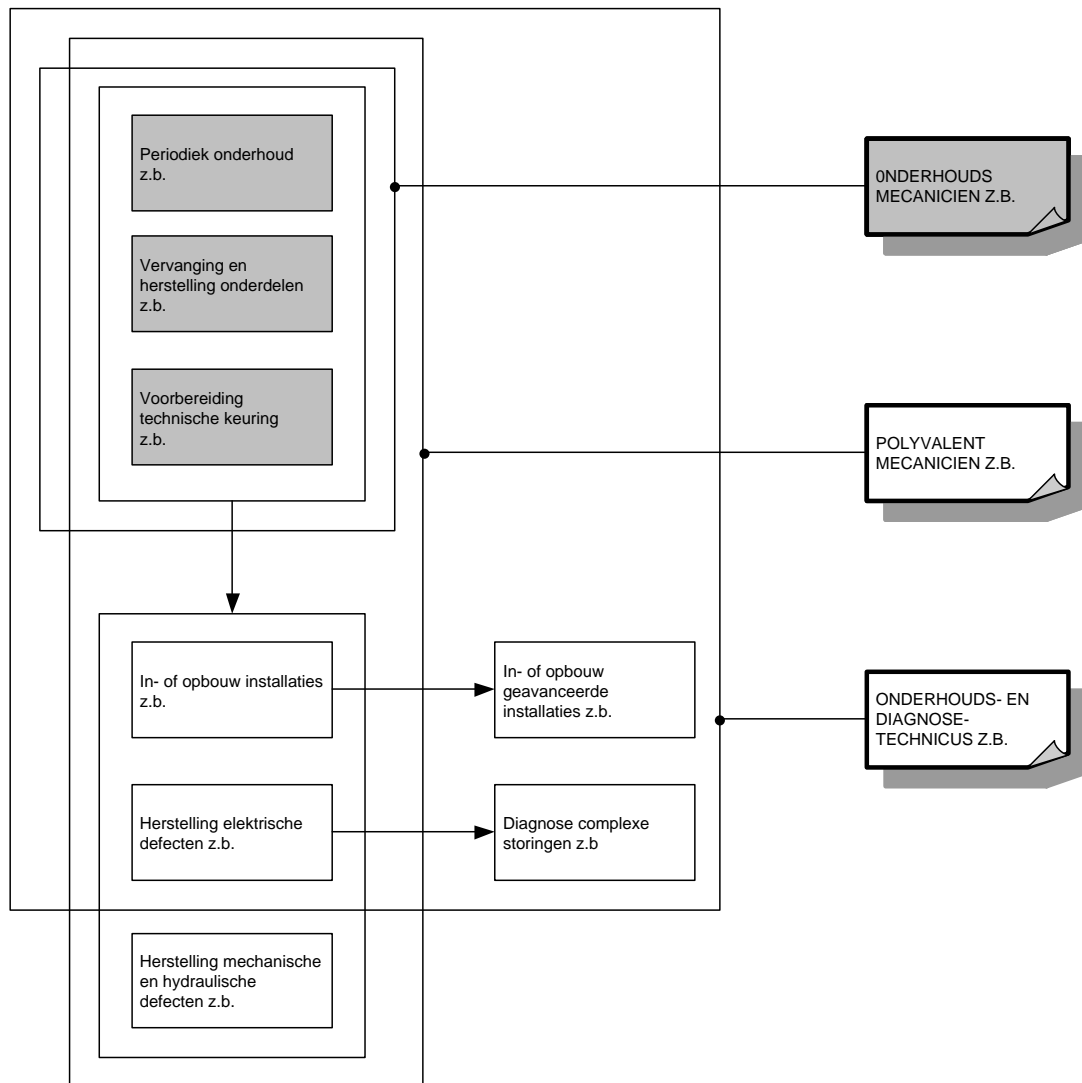 Periodiek onderhoud
z.b.
0NDERHOUDS
MECANICIEN Z.B.
Vervanging en
herstelling onderdelen
z.b.
Voorbereiding
technische keuring
z.b.
POLYVALENT
MECANICIEN Z.B.
In- of opbouw installaties
z.b.
In- of opbouw
geavanceerde
installaties z.b.
ONDERHOUDS- EN
DIAGNOSE-
TECHNICUS Z.B.
Herstelling elektrische
defecten z.b.
Diagnose complexe
storingen z.b
Herstelling mechanische
en hydraulische
defecten z.b.